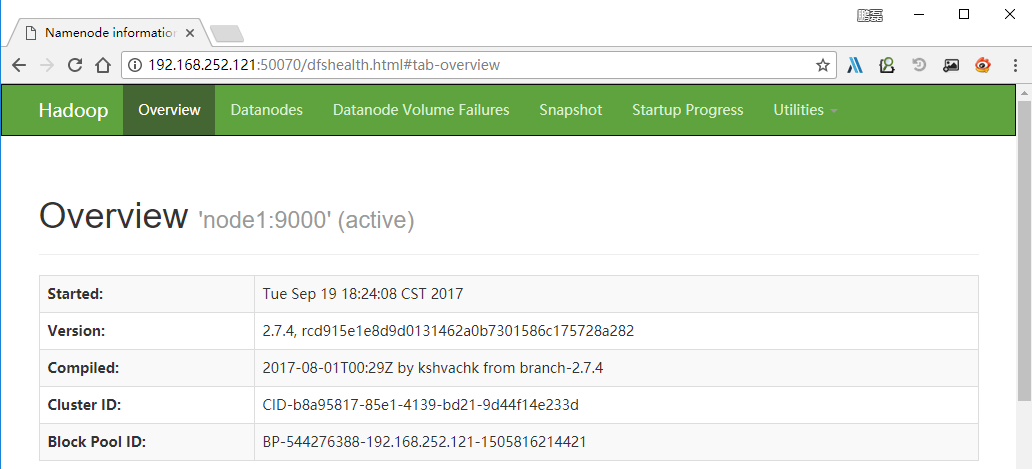 鹏磊
Namenode information
192.168.252.121:50070/dfshealth.html#tab-overview
Hadoop Overview Datanodes Datanode Volume Failures Snapshot Startup Progress Utilities
Overview 'node1:9000' (active)
Started: Tue Sep 19 18:24:08 CST 2017
Version: 2.7.4, rcd915e1e8d9d0131462a0b7301586c175728a282
Compiled: 2017-08-01T00:29Z by kshvachk from branch-2.7.4
Cluster ID: CID-b8a95817-85e1-4139-bd21-9d44f14e233d
Block Pool ID: BP-544276388-192.168.252.121-1505816214421